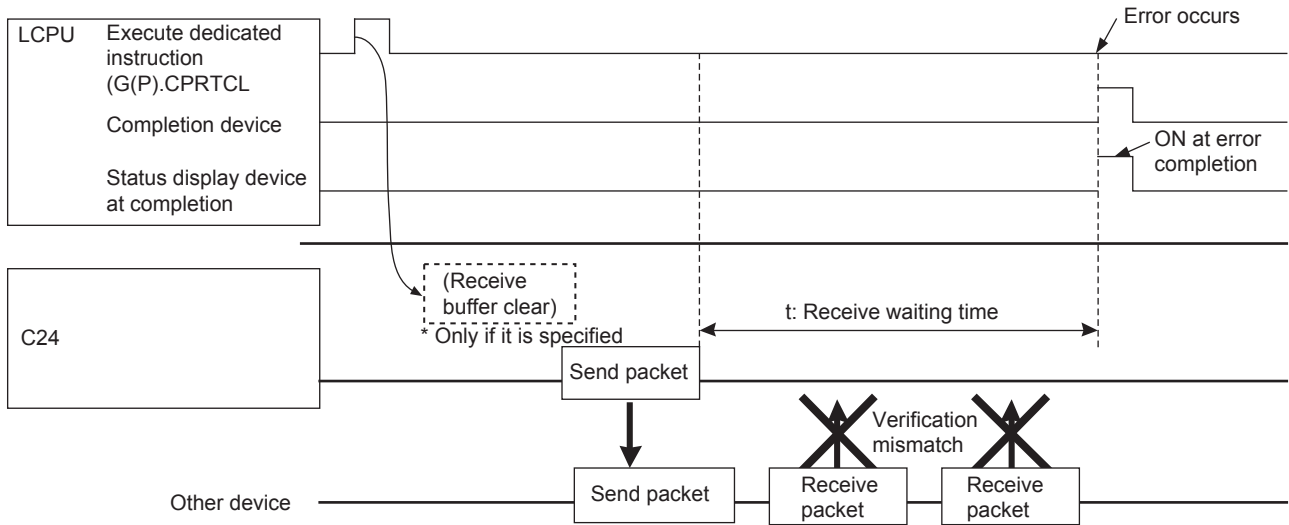 Error occurs
LCPU
Execute dedicated
instruction
(G(P).CPRTCL
Completion device
ON at error
completion
Status display device
at completion
(Receive
buffer clear)
* Only if it is specified
t: Receive waiting time
C24
Send packet
Verification
mismatch
Other device
Send packet
Receive
packet
Receive
packet